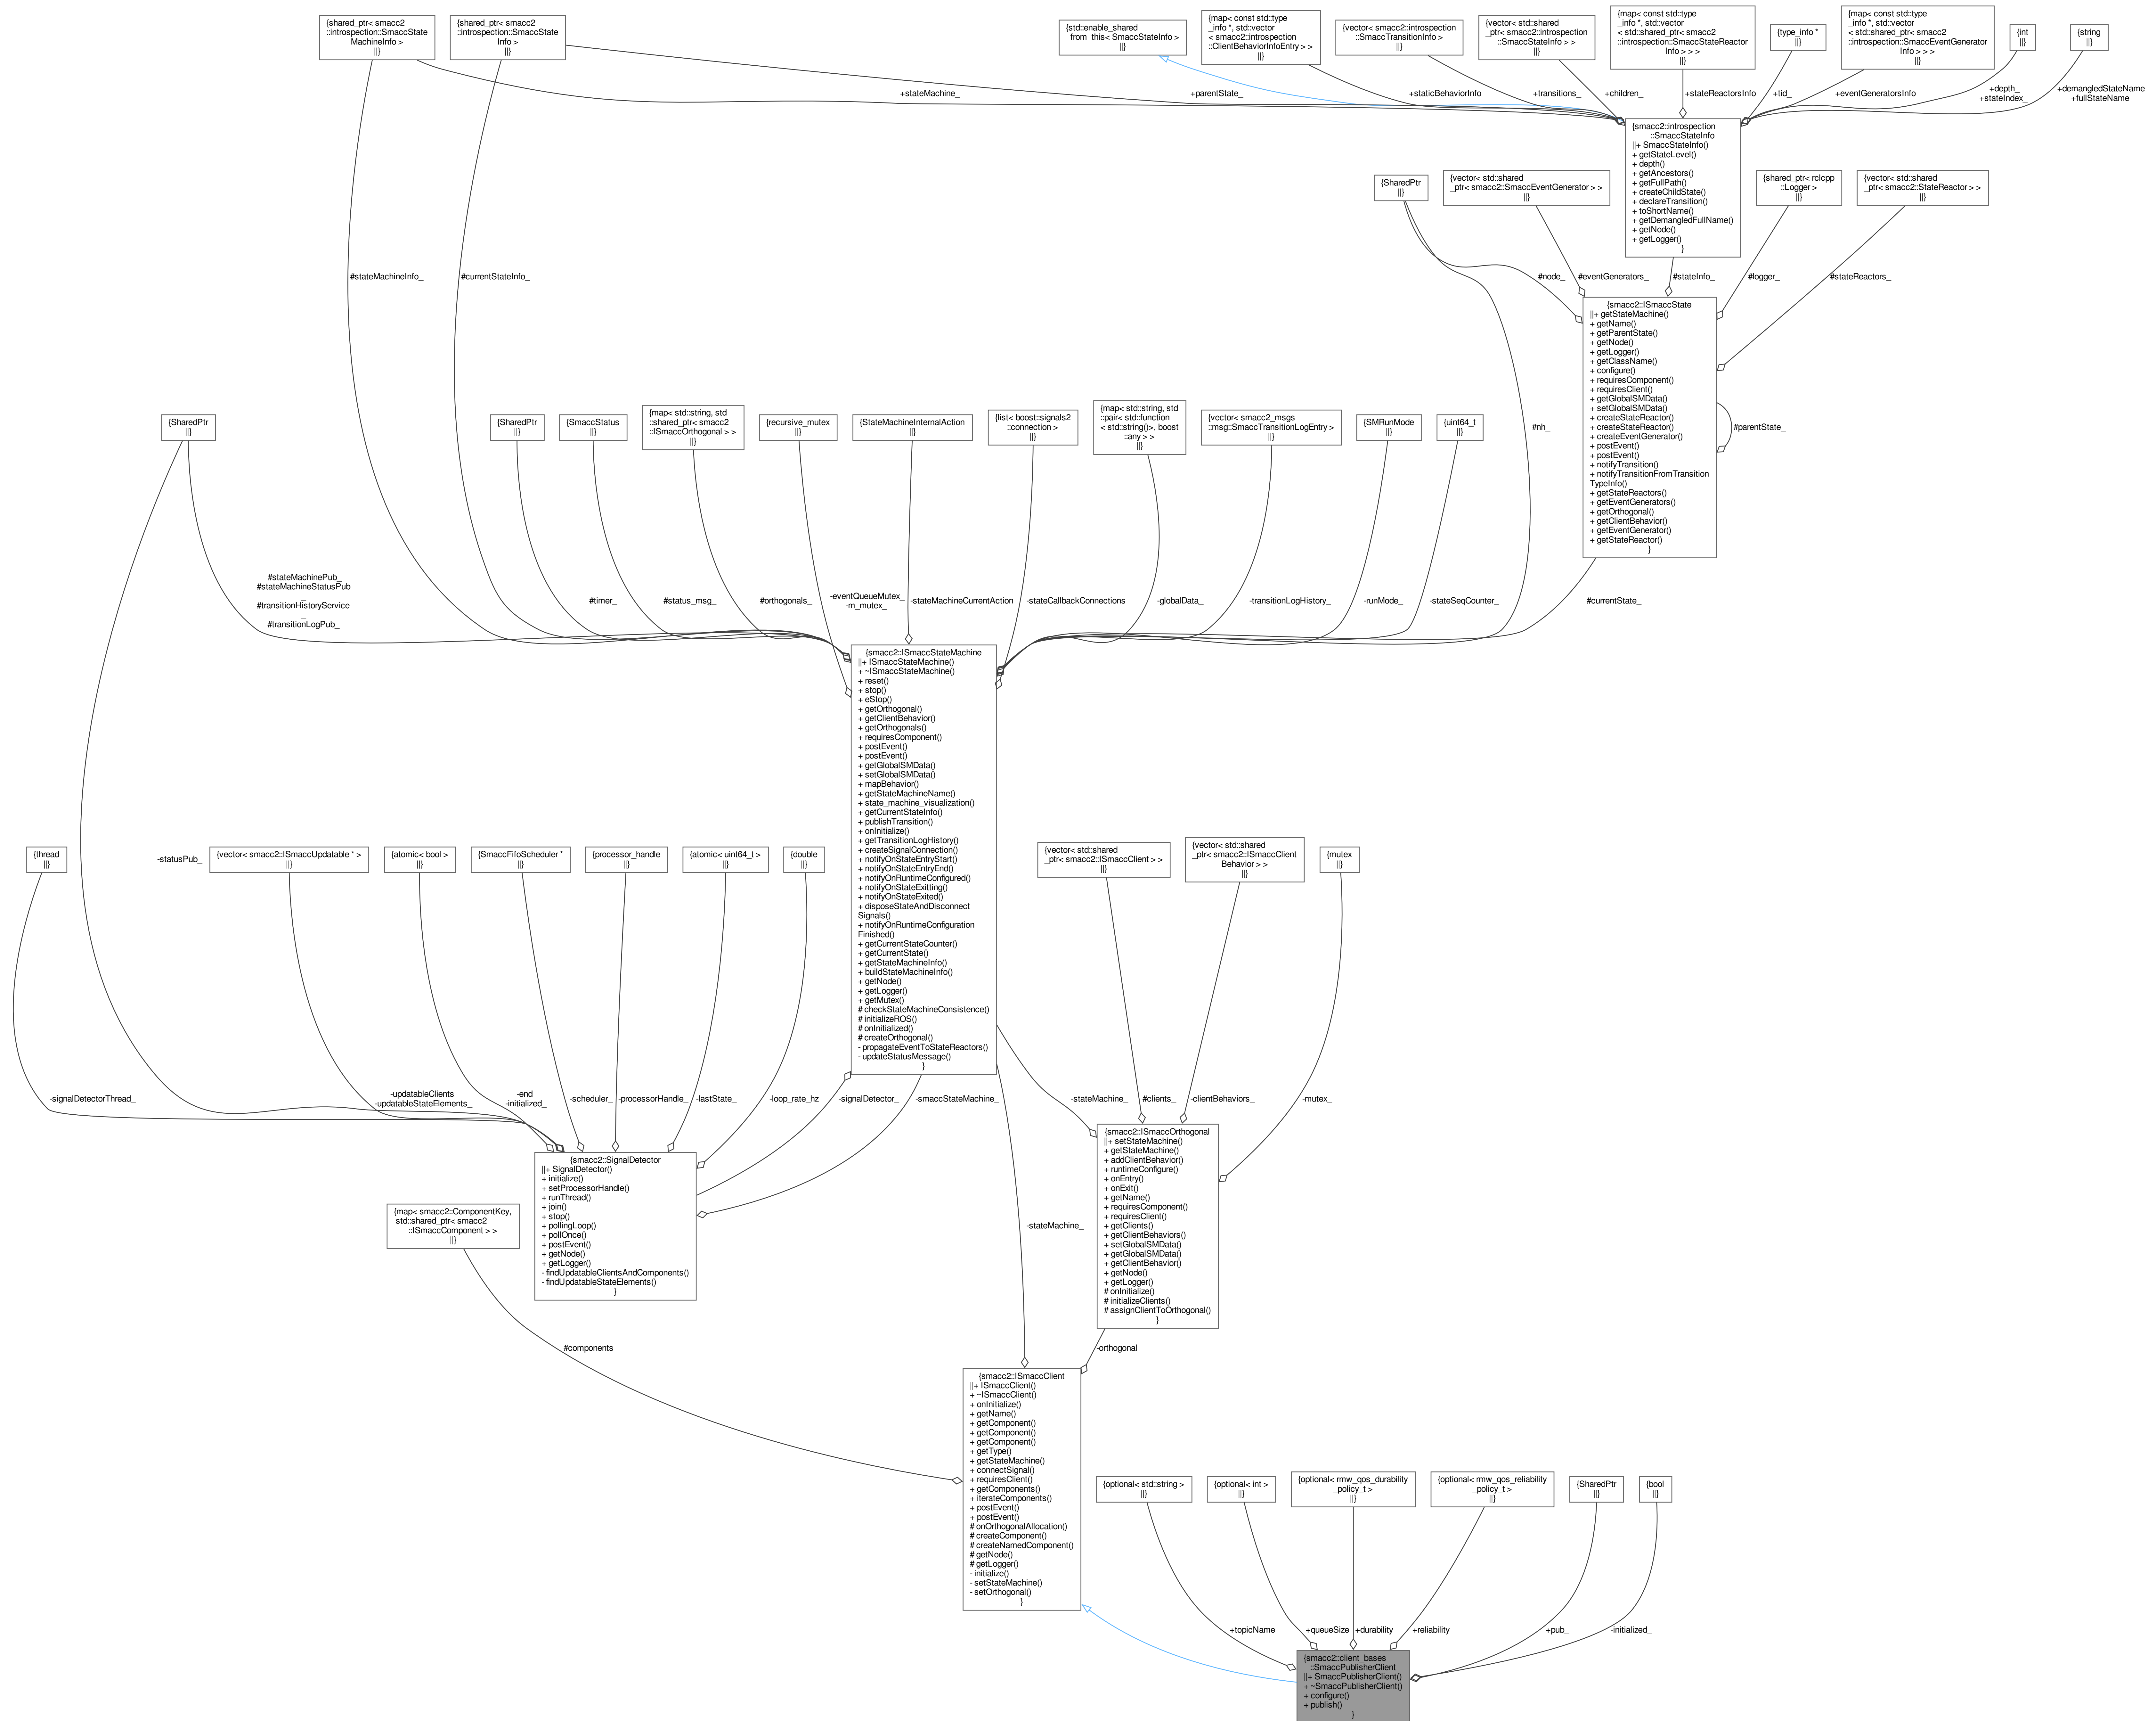 {shared_ptr< smacc2
::introspection::SmaccState
MachineInfo >
||}
{shared_ptr< smacc2
::introspection::SmaccState
Info >
||}
{std::enable_shared
_from_this< SmaccStateInfo >
||}
{map< const std::type
_info *, std::vector
< smacc2::introspection
::ClientBehaviorInfoEntry > >
||}
{vector< smacc2::introspection
::SmaccTransitionInfo >
||}
{vector< std::shared
_ptr< smacc2::introspection
::SmaccStateInfo > >
||}
{map< const std::type
_info *, std::vector
< std::shared_ptr< smacc2
::introspection::SmaccStateReactor
Info > > >
||}
{type_info *
||}
{map< const std::type
_info *, std::vector
< std::shared_ptr< smacc2
::introspection::SmaccEventGenerator
Info > > >
||}
{int
||}
{string
||}
+stateMachine_
+parentState_
+staticBehaviorInfo
+transitions_
+children_
+stateReactorsInfo
+tid_
+eventGeneratorsInfo
+depth_
+stateIndex_
+demangledStateName
+fullStateName
{smacc2::introspection
::SmaccStateInfo
||+ SmaccStateInfo()
+ getStateLevel()
+ depth()
+ getAncestors()
+ getFullPath()
+ createChildState()
+ declareTransition()
+ toShortName()
+ getDemangledFullName()
+ getNode()
+ getLogger()
}
{SharedPtr
||}
{vector< std::shared
_ptr< smacc2::SmaccEventGenerator > >
||}
{shared_ptr< rclcpp
::Logger >
||}
{vector< std::shared
_ptr< smacc2::StateReactor > >
||}
#stateMachineInfo_
#currentStateInfo_
#node_
#eventGenerators_
#stateInfo_
#logger_
#stateReactors_
{smacc2::ISmaccState
||+ getStateMachine()
+ getName()
+ getParentState()
+ getNode()
+ getLogger()
+ getClassName()
+ configure()
+ requiresComponent()
+ requiresClient()
+ getGlobalSMData()
+ setGlobalSMData()
+ createStateReactor()
+ createStateReactor()
+ createEventGenerator()
+ postEvent()
+ postEvent()
+ notifyTransition()
+ notifyTransitionFromTransition
TypeInfo()
+ getStateReactors()
+ getEventGenerators()
+ getOrthogonal()
+ getClientBehavior()
+ getEventGenerator()
+ getStateReactor()
}
#parentState_
{SharedPtr
||}
{SharedPtr
||}
{SmaccStatus
||}
{map< std::string, std
::shared_ptr< smacc2
::ISmaccOrthogonal > >
||}
{recursive_mutex
||}
{StateMachineInternalAction
||}
{list< boost::signals2
::connection >
||}
{map< std::string, std
::pair< std::function
< std::string()>, boost
::any > >
||}
{vector< smacc2_msgs
::msg::SmaccTransitionLogEntry >
||}
{SMRunMode
||}
{uint64_t
||}
#nh_
#stateMachinePub_
#stateMachineStatusPub
_
#transitionHistoryService
_
#transitionLogPub_
#timer_
#status_msg_
#orthogonals_
-eventQueueMutex_
-m_mutex_
-stateMachineCurrentAction
-stateCallbackConnections
-globalData_
-transitionLogHistory_
-runMode_
-stateSeqCounter_
#currentState_
{smacc2::ISmaccStateMachine
||+ ISmaccStateMachine()
+ ~ISmaccStateMachine()
+ reset()
+ stop()
+ eStop()
+ getOrthogonal()
+ getClientBehavior()
+ getOrthogonals()
+ requiresComponent()
+ postEvent()
+ postEvent()
+ getGlobalSMData()
+ setGlobalSMData()
+ mapBehavior()
+ getStateMachineName()
+ state_machine_visualization()
+ getCurrentStateInfo()
+ publishTransition()
+ onInitialize()
+ getTransitionLogHistory()
+ createSignalConnection()
+ notifyOnStateEntryStart()
+ notifyOnStateEntryEnd()
+ notifyOnRuntimeConfigured()
+ notifyOnStateExitting()
+ notifyOnStateExited()
+ disposeStateAndDisconnect
Signals()
+ notifyOnRuntimeConfiguration
Finished()
+ getCurrentStateCounter()
+ getCurrentState()
+ getStateMachineInfo()
+ buildStateMachineInfo()
+ getNode()
+ getLogger()
+ getMutex()
# checkStateMachineConsistence()
# initializeROS()
# onInitialized()
# createOrthogonal()
- propagateEventToStateReactors()
- updateStatusMessage()
}
{thread
||}
{vector< smacc2::ISmaccUpdatable * >
||}
{atomic< bool >
||}
{SmaccFifoScheduler *
||}
{processor_handle
||}
{atomic< uint64_t >
||}
{double
||}
{vector< std::shared
_ptr< smacc2::ISmaccClient > >
||}
{vector< std::shared
_ptr< smacc2::ISmaccClient
Behavior > >
||}
{mutex
||}
-statusPub_
-signalDetectorThread_
-updatableClients_
-updatableStateElements_
-end_
-initialized_
-scheduler_
-processorHandle_
-lastState_
-loop_rate_hz
-signalDetector_
-smaccStateMachine_
-stateMachine_
#clients_
-clientBehaviors_
-mutex_
{smacc2::SignalDetector
||+ SignalDetector()
+ initialize()
+ setProcessorHandle()
+ runThread()
+ join()
+ stop()
+ pollingLoop()
+ pollOnce()
+ postEvent()
+ getNode()
+ getLogger()
- findUpdatableClientsAndComponents()
- findUpdatableStateElements()
}
{smacc2::ISmaccOrthogonal
||+ setStateMachine()
+ getStateMachine()
+ addClientBehavior()
+ runtimeConfigure()
+ onEntry()
+ onExit()
+ getName()
+ requiresComponent()
+ requiresClient()
+ getClients()
+ getClientBehaviors()
+ setGlobalSMData()
+ getGlobalSMData()
+ getClientBehavior()
+ getNode()
+ getLogger()
# onInitialize()
# initializeClients()
# assignClientToOrthogonal()
}
{map< smacc2::ComponentKey,
std::shared_ptr< smacc2
::ISmaccComponent > >
||}
-stateMachine_
#components_
-orthogonal_
{smacc2::ISmaccClient
||+ ISmaccClient()
+ ~ISmaccClient()
+ onInitialize()
+ getName()
+ getComponent()
+ getComponent()
+ getComponent()
+ getType()
+ getStateMachine()
+ connectSignal()
+ requiresClient()
+ getComponents()
+ iterateComponents()
+ postEvent()
+ postEvent()
# onOrthogonalAllocation()
# createComponent()
# createNamedComponent()
# getNode()
# getLogger()
- initialize()
- setStateMachine()
- setOrthogonal()
}
{optional< std::string >
||}
{optional< int >
||}
{optional< rmw_qos_durability
_policy_t >
||}
{optional< rmw_qos_reliability
_policy_t >
||}
{SharedPtr
||}
{bool
||}
+topicName
+queueSize
+durability
+reliability
+pub_
-initialized_
{smacc2::client_bases
::SmaccPublisherClient
||+ SmaccPublisherClient()
+ ~SmaccPublisherClient()
+ configure()
+ publish()
}